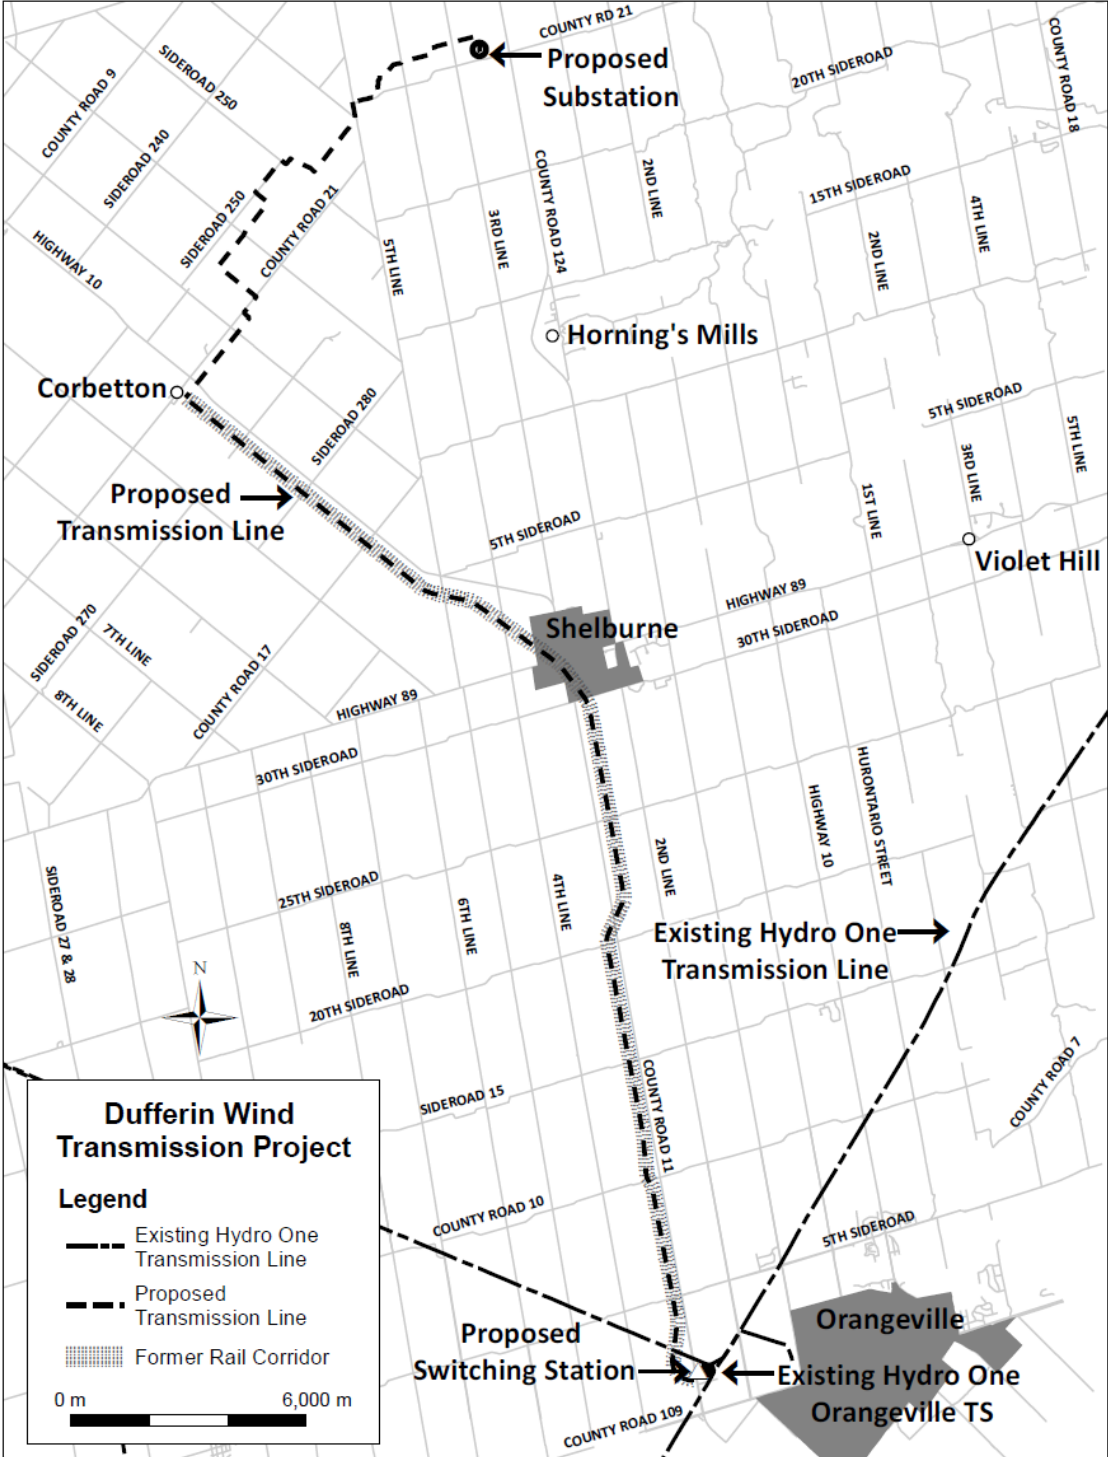 COUNTY RD 21
Proposed
Substation
SIDEROAD 250
COUNTY ROAD 9
SIDEROAD 240
20TH SIDEROAD
COUNTY ROAD 18
COUNTY ROAD 124
2ND LINE
15TH SIDEROAD
4TH LINE
SIDEROAD 250
COUNTY ROAD 21
3RD LINE
5TH LINE
2ND LINE
HIGHWAY 10
Horning's Mills
Corbetton
SIDEROAD 280
5TH SIDEROAD
5TH LINE
3RD LINE
1ST LINE
Proposed
Transmission Line
5TH SIDEROAD
Violet Hill
HIGHWAY 89
30TH SIDEROAD
Shelburne
SIDEROAD 270
7TH LINE
8TH LINE
COUNTY ROAD 17
HIGHWAY 89
30TH SIDEROAD
HURONTARIO STREET
HIGHWAY 10
2ND LINE
SIDEROAD 27 & 28
25TH SIDEROAD
8TH LINE
6TH LINE
4TH LINE
Existing Hydro One
Transmission Line
N
20TH SIDEROAD
COUNTY ROAD 7
SIDEROAD 15
COUNTY ROAD 11
COUNTY ROAD 10
5TH SIDEROAD
Dufferin Wind
Transmission Project
Legend
Existing Hydro One
Transmission Line
Proposed
Transmission Line
Former Rail Corridor
0 m 6,000 m
Orangeville
Proposed
Switching Station
Existing Hydro One
Orangeville TS
COUNTY ROAD 109